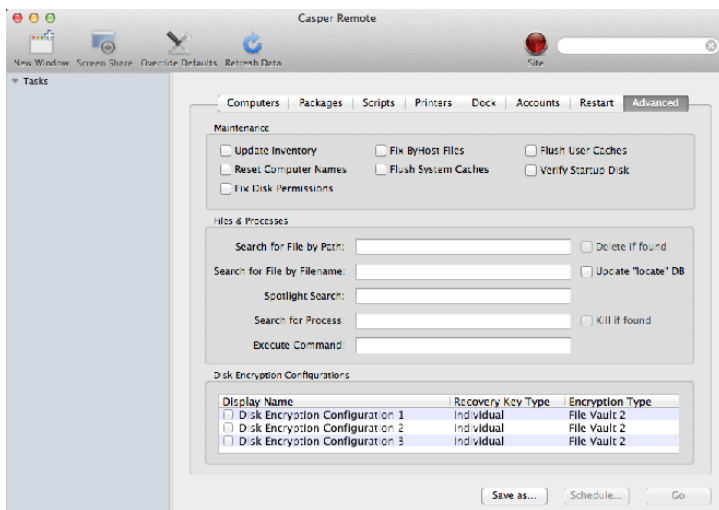 Casper Remote
New Window Screen Share Override Defaults Refresh Data Site
Tasks
Computers Packages Scripts Printers Dock Accounts Restart Advanced
Maintenance
Update Inventory Fix ByHost Files Flush User Caches
Reset Computer Names Flush System Caches Verify Startup Disk
Fix Disk Permissions
Files & Processes
Search for File by Path: Delete if found
Search for File by Filename: Update "locate" DB
Spotlight Search:
Search for Process: Kill if found
Execute Command:
Disk Encryption Configurations
Display Name Recovery Key Type Encryption Type
Disk Encryption Configuration 1 Individual File Vault 2
Disk Encryption Configuration 2 Individual File Vault 2
Disk Encryption Configuration 3 Individual File Vault 2
Save as... Schedule... Go